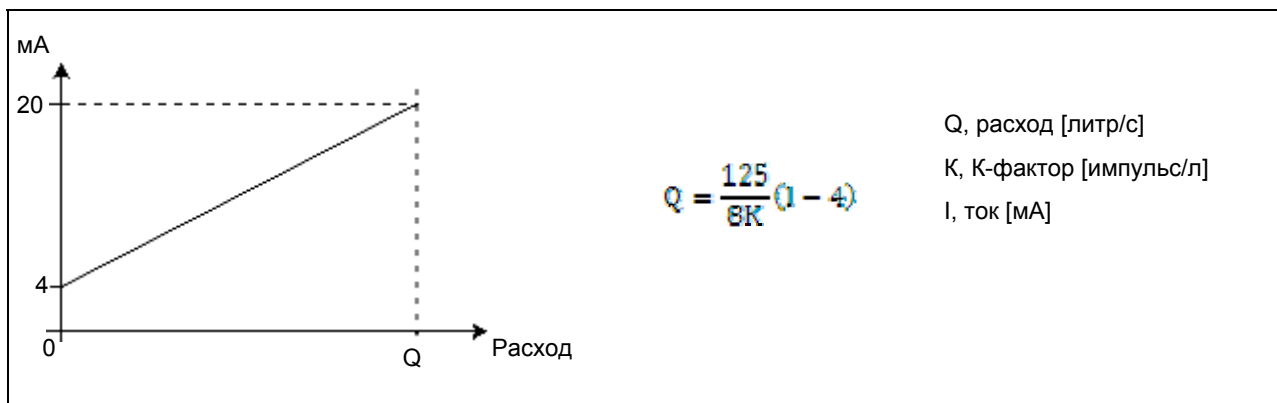 мА
20
4
0
Q
Расход
Q = 125/8K (I − 4)
Q, расход [литр/с]
К, К-фактор [импульс/л]
I, ток [мА]